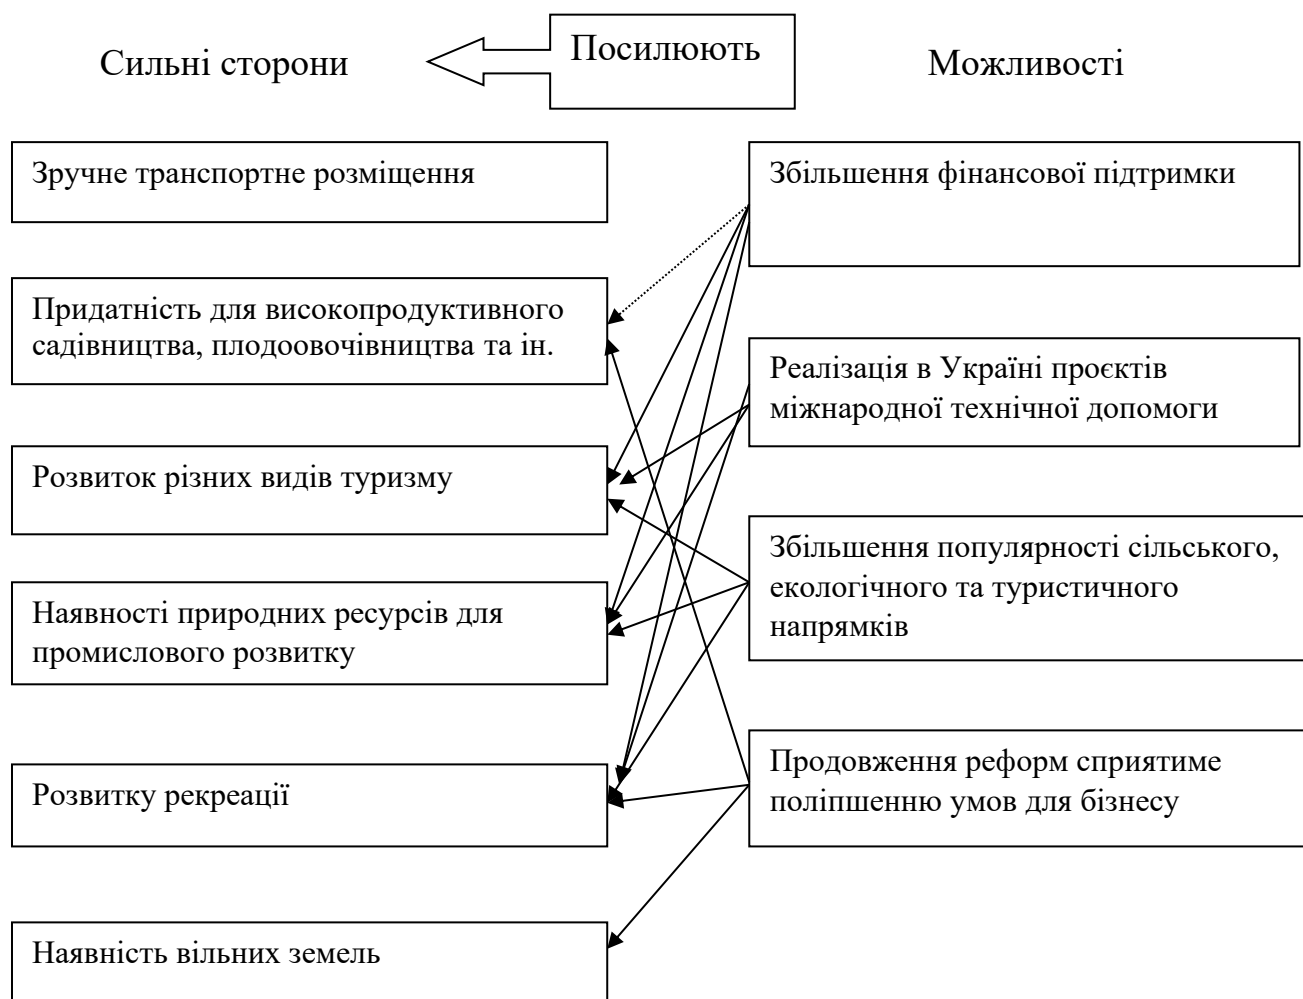 Сильні сторони
Посилюють
Можливості
Зручне транспортне розміщення
Збільшення фінансової підтримки
Придатність для високопродуктивного
садівництва, плодоовочівництва та ін.
Реалізація в Україні проєктів
міжнародної технічної допомоги
Розвиток різних видів туризму
Збільшення популярності сільського,
екологічного та туристичного
напрямків
Наявності природних ресурсів для
промислового розвитку
Продовження реформ сприятиме
поліпшенню умов для бізнесу
Розвитку рекреації
Наявність вільних земель